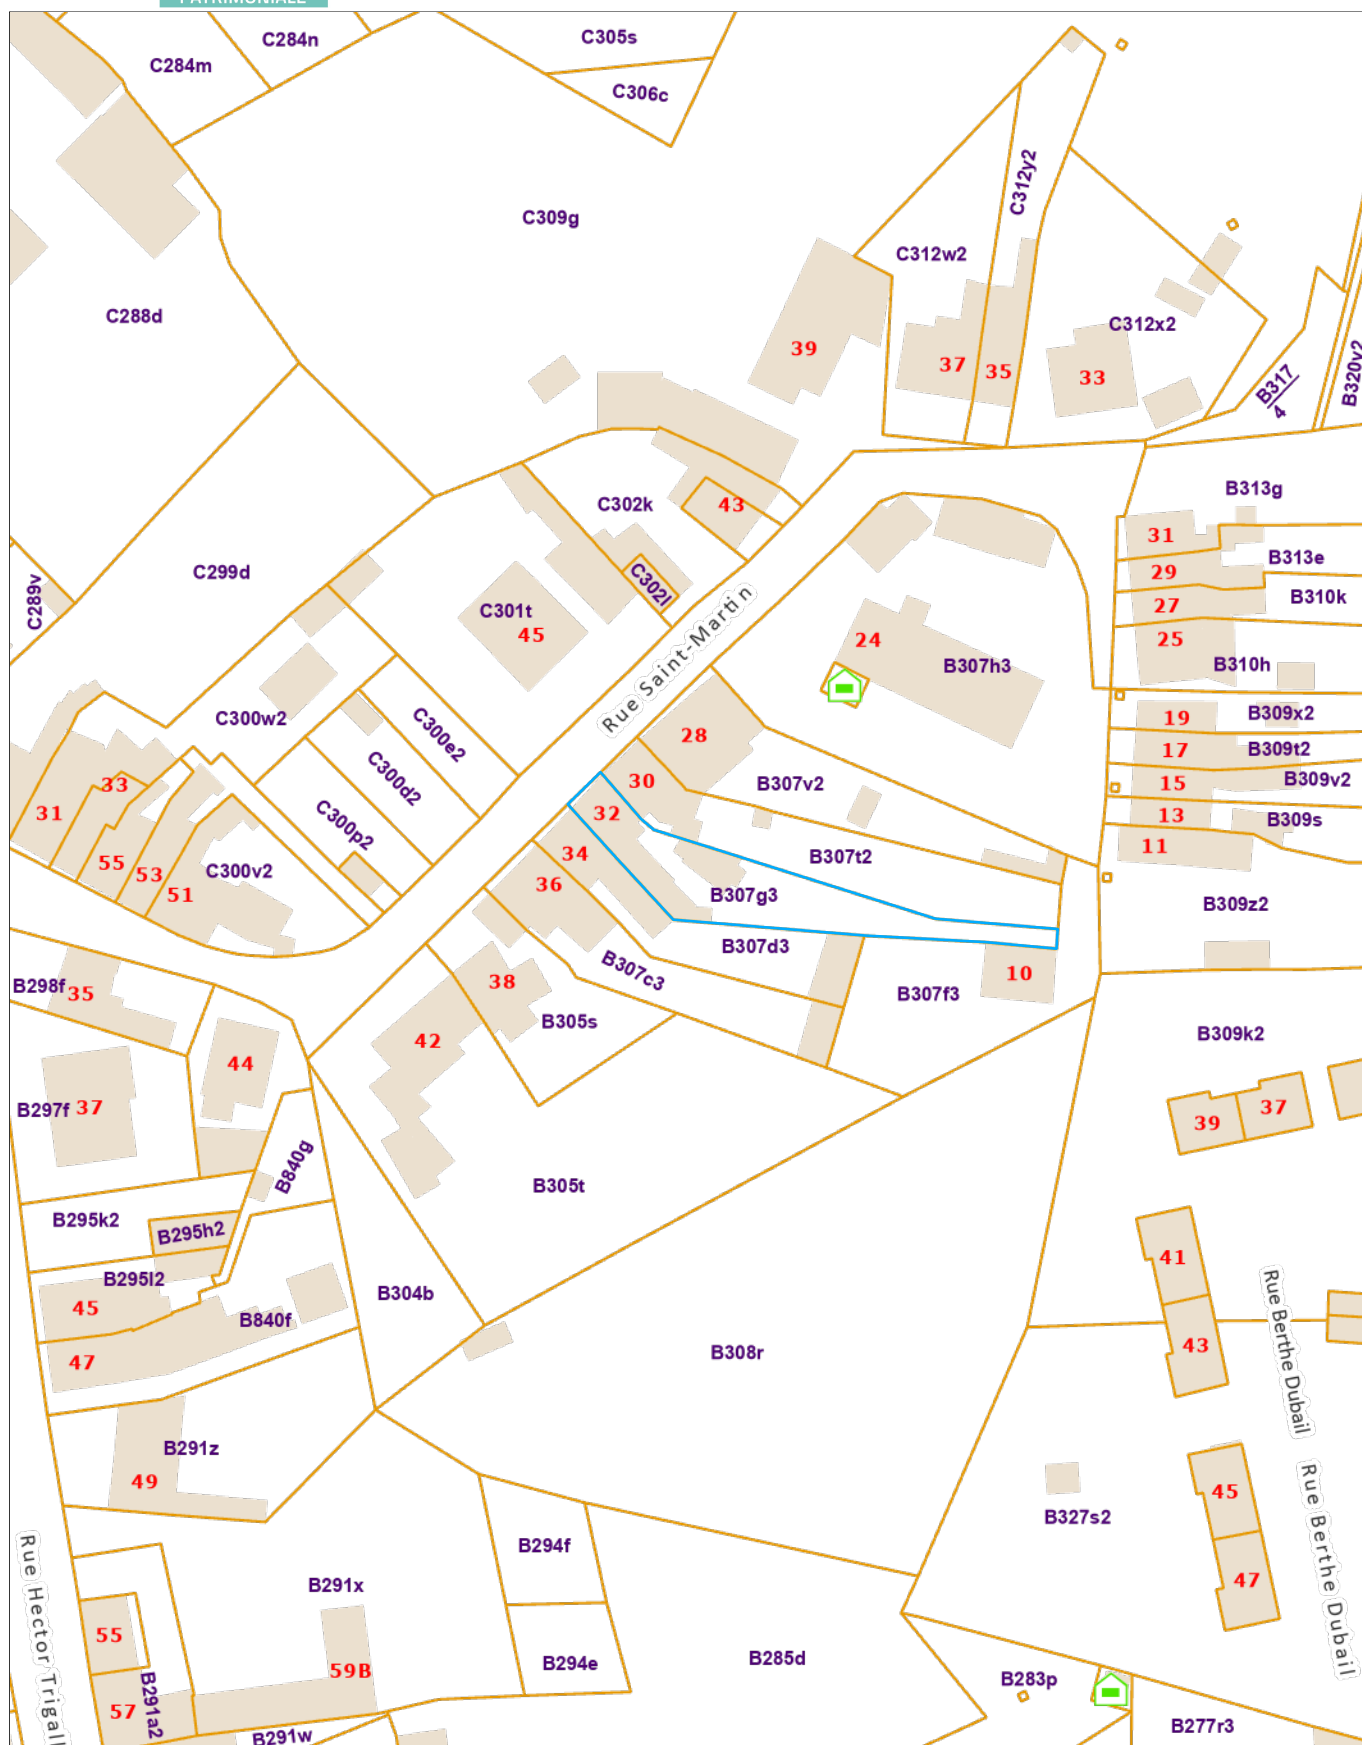 PATRIMONIALE
C284n
C305s
C284m
C306c
C312y2
C309g
C312w2
C288d
C312x2
39
37
35
33
B317
4
B320v2
C302k
43
B313g
31
B313e
C299d
29
C289v
C302l
B310k
27
C301t
45
24
25
B307h3
B310h
Rue Saint-Martin
C300w2
C300e2
19
B309x2
28
17
B309t2
C300d2
30
B307v2
15
B309v2
33
31
32
13
B309s
C300p2
11
34
B307t2
55
53
C300v2
36
51
B307g3
B309z2
B307d3
B298f
35
38
B307c3
10
B307f3
B305s
42
B309k2
44
B297f
37
39
37
B840g
B305t
B295k2
B295h2
41
B295l2
45
B304b
B840f
43
Rue Berthe Dubail
47
B308r
B291z
49
45
B327s2
Rue Hector Trigall
B294f
B291x
47
Rue Berthe Dubail
55
B294e
B285d
59B
B283p
57
B291a2
B277r3
B291w